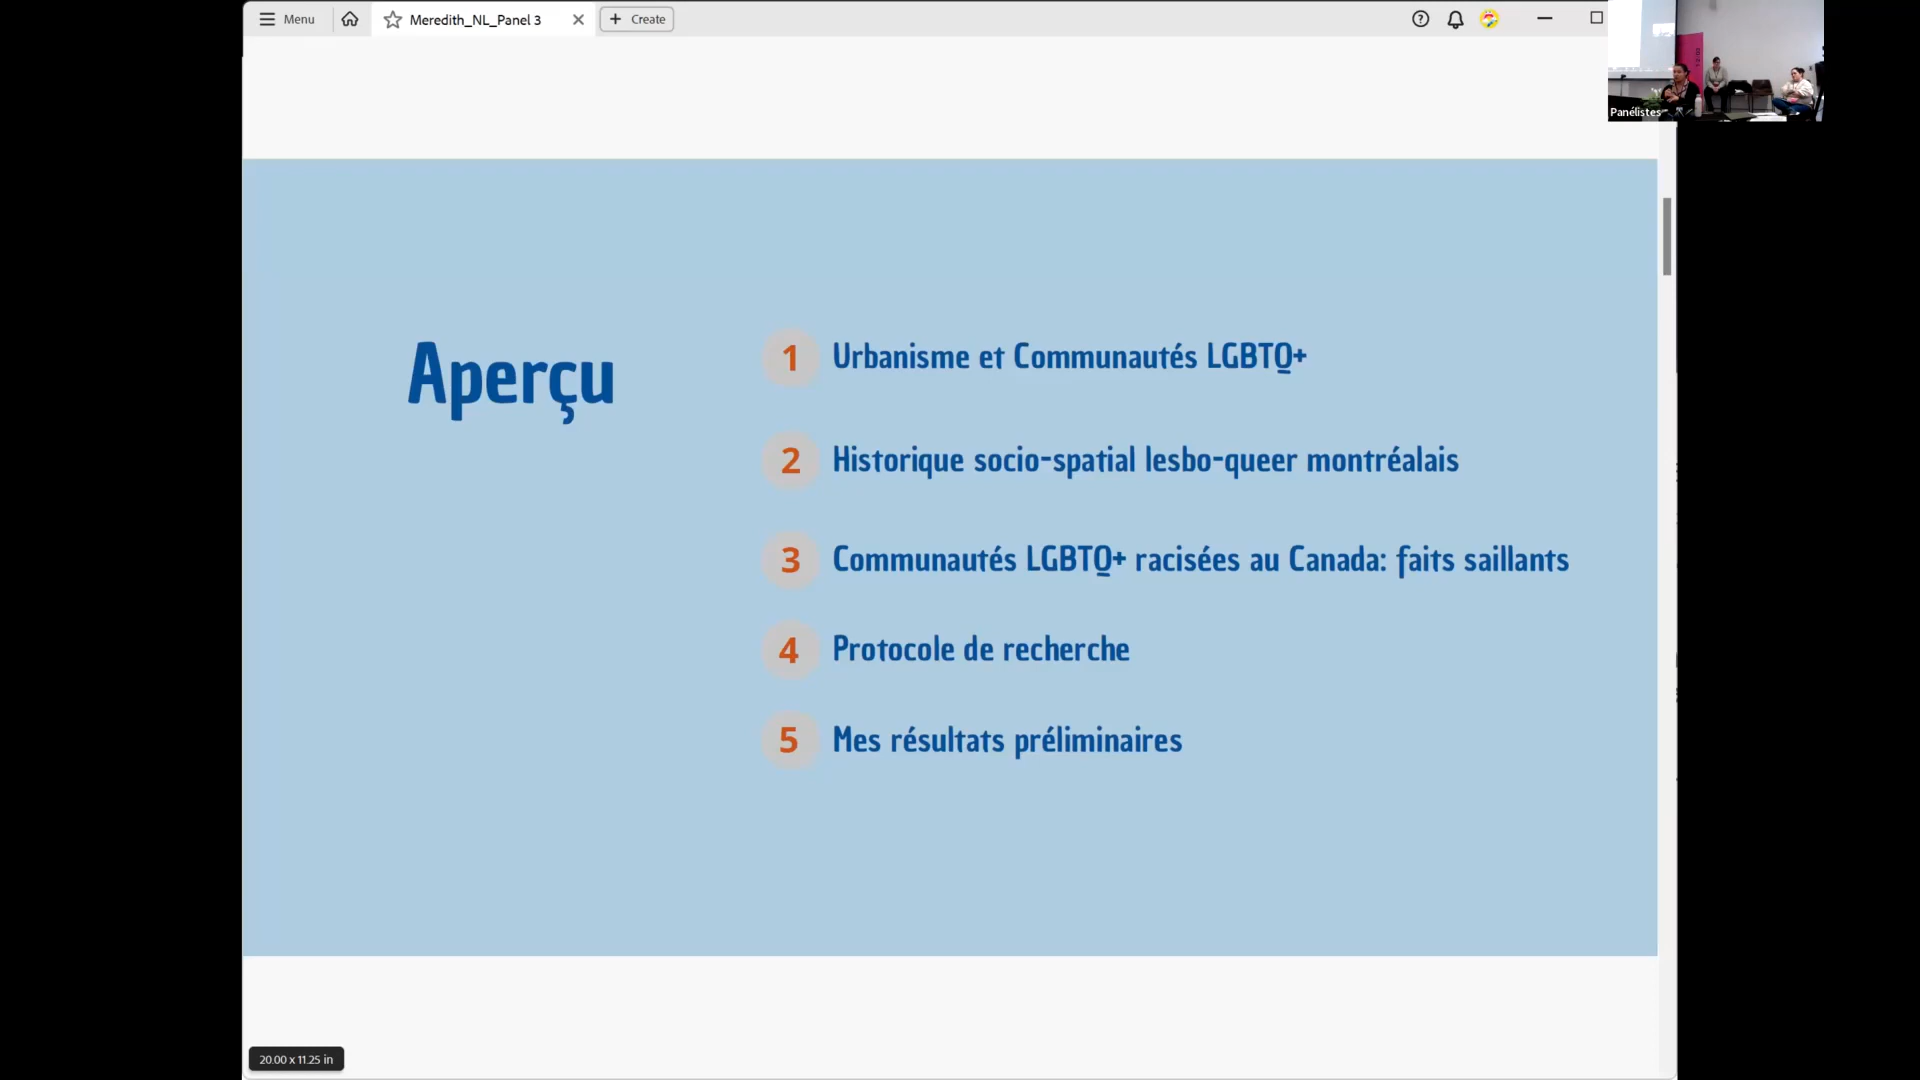 Menu
Meredith_NL_Panel 3
Create
Panélistes
Aperçu
1 Urbanisme et Communautés LGBTQ+
2 Historique socio-spatial lesbo-queer montréalais
3 Communautés LGBTQ+ racisées au Canada: faits saillants
4 Protocole de recherche
5 Mes résultats préliminaires
20.00 x 11.25 in